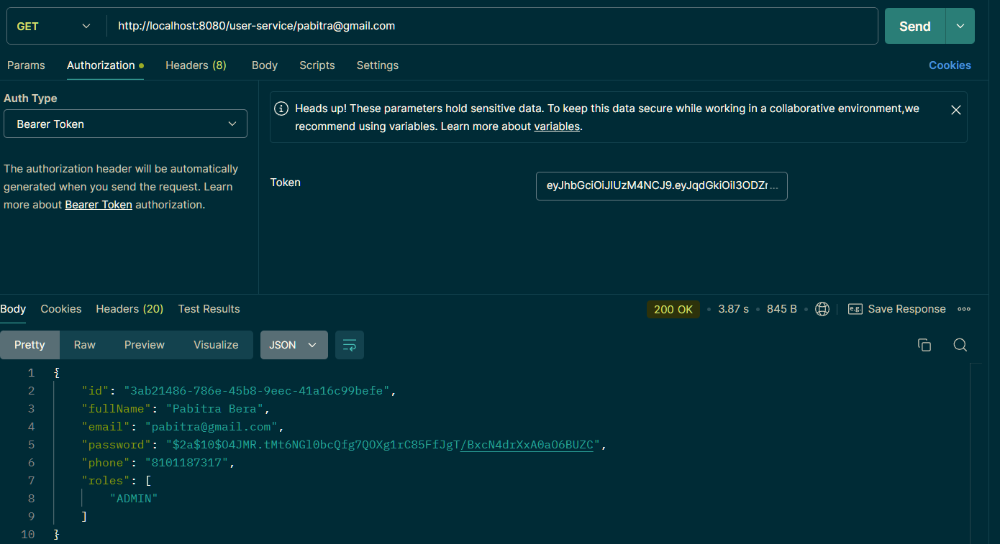 GET http://localhost:8080/user-service/pabitra@gmail.com Send
Params Authorization Headers (8) Body Scripts Settings Cookies
Auth Type
Bearer Token
The authorization header will be automatically
generated when you send the request. Learn
more about Bearer Token authorization.
Heads up! These parameters hold sensitive data. To keep this data secure while working in a collaborative environment,we
recommend using variables. Learn more about variables.
Token
eyJhbGciOiJIUzM4NCJ9.eyJqdGkiOiI3ODZr...
Body Cookies Headers (20) Test Results 200 OK 3.87 s 845 B e.g. Save Response
Pretty Raw Preview Visualize JSON
1 {
2 "id": "3ab21486-786e-45b8-9eec-41a16c99befe",
3 "fullName": "Pabitra Bera",
4 "email": "pabitra@gmail.com",
5 "password": "$2a$10$O4JMR.tMt6NGl0bcQfg7QOXg1rC85FfJgT/BxcN4drXxA0aO6BUZC",
6 "phone": "8101187317",
7 "roles": [
8 "ADMIN"
9 ]
10 }